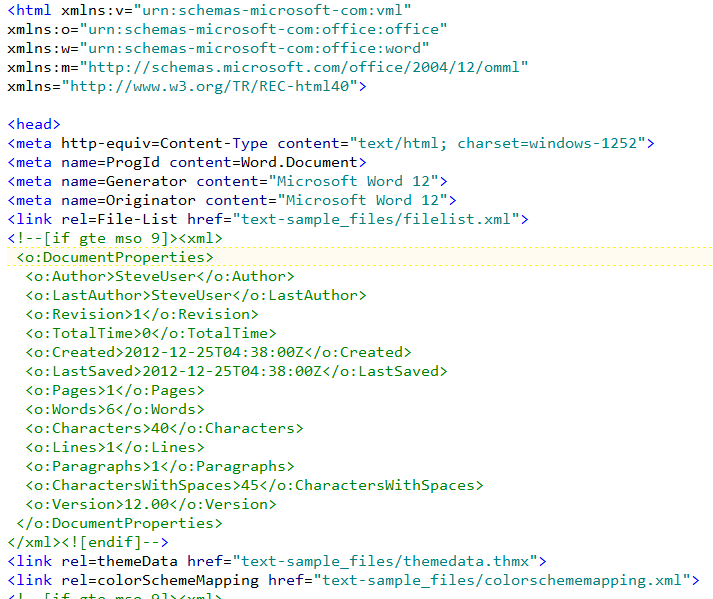 <html xmlns:v="urn:schemas-microsoft-com:vml"
xmlns:o="urn:schemas-microsoft-com:office:office"
xmlns:w="urn:schemas-microsoft-com:office:word"
xmlns:m="http://schemas.microsoft.com/office/2004/12/omml"
xmlns="http://www.w3.org/TR/REC-html40">
<head>
<meta http-equiv=Content-Type content="text/html; charset=windows-1252">
<meta name=ProgId content=Word.Document>
<meta name=Generator content="Microsoft Word 12">
<meta name=Originator content="Microsoft Word 12">
<link rel=File-List href="text-sample_files/filelist.xml">
<!--[if gte mso 9]><xml>
 <o:DocumentProperties>
  <o:Author>SteveUser</o:Author>
  <o:LastAuthor>SteveUser</o:LastAuthor>
  <o:Revision>1</o:Revision>
  <o:TotalTime>0</o:TotalTime>
  <o:Created>2012-12-25T04:38:00Z</o:Created>
  <o:LastSaved>2012-12-25T04:38:00Z</o:LastSaved>
  <o:Pages>1</o:Pages>
  <o:Words>6</o:Words>
  <o:Characters>40</o:Characters>
  <o:Lines>1</o:Lines>
  <o:Paragraphs>1</o:Paragraphs>
  <o:CharactersWithSpaces>45</o:CharactersWithSpaces>
  <o:Version>12.00</o:Version>
 </o:DocumentProperties>
</xml><![endif]-->
<link rel=themeData href="text-sample_files/themedata.thmx">
<link rel=colorSchemeMapping href="text-sample_files/colorschememapping.xml">
<!--[if gte mso 9]><xml>